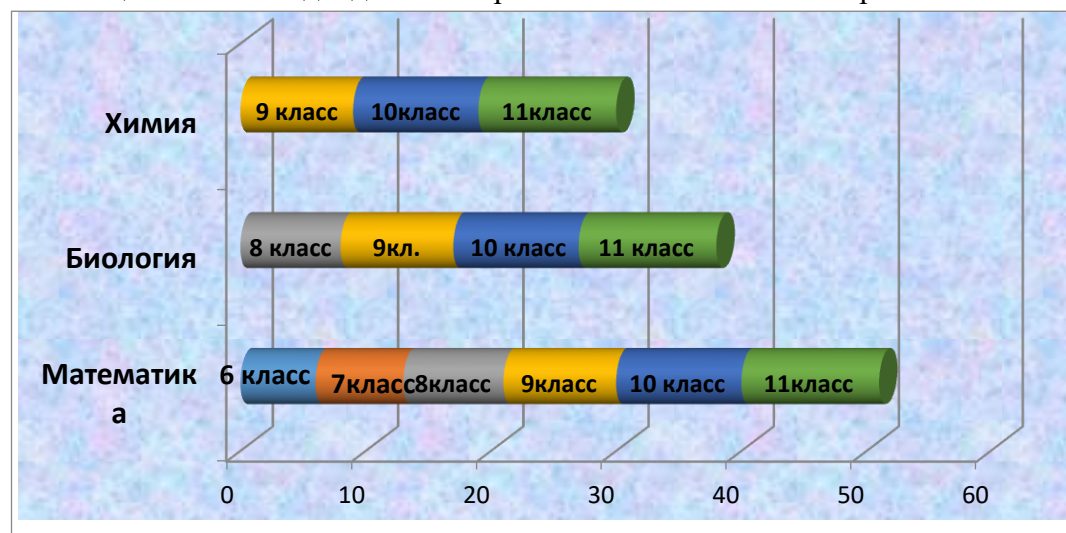 Химия
9 класс 10класс 11класс
Биология
8 класс 9кл. 10 класс 11 класс
Математик
а
6 класс 7класс 8класс 9класс 10 класс 11класс
0 10 20 30 40 50 60